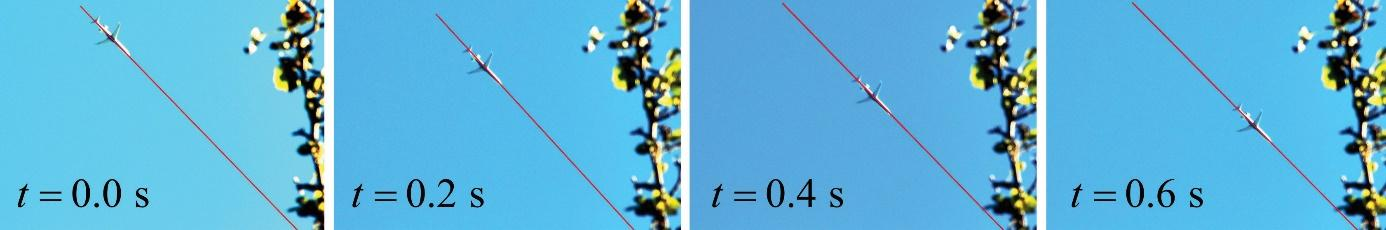 t = 0.0 s
t = 0.2 s
t = 0.4 s
t = 0.6 s